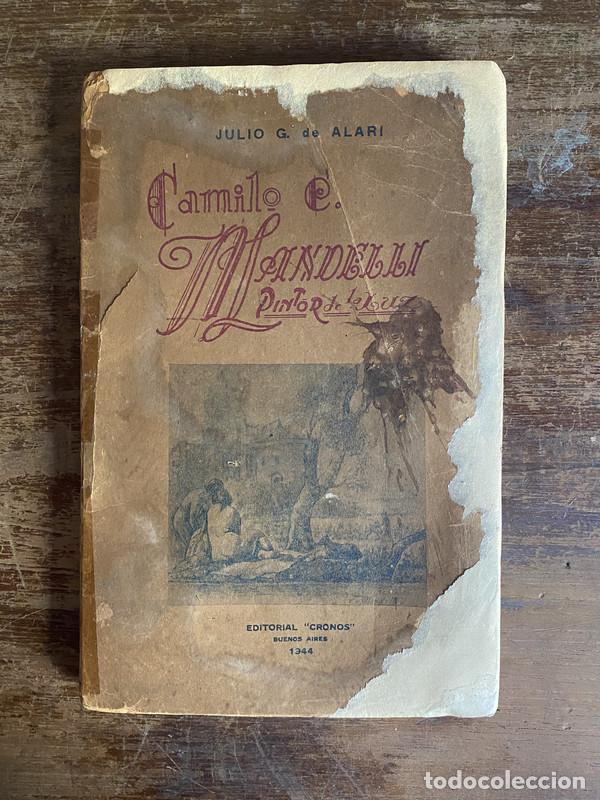 JULIO G. de ALARI
Camilo C.
MANDELLI
PINTOR de la LUZ
EDITORIAL "CRONOS"
BUENOS AIRES
1944
todocoleccion